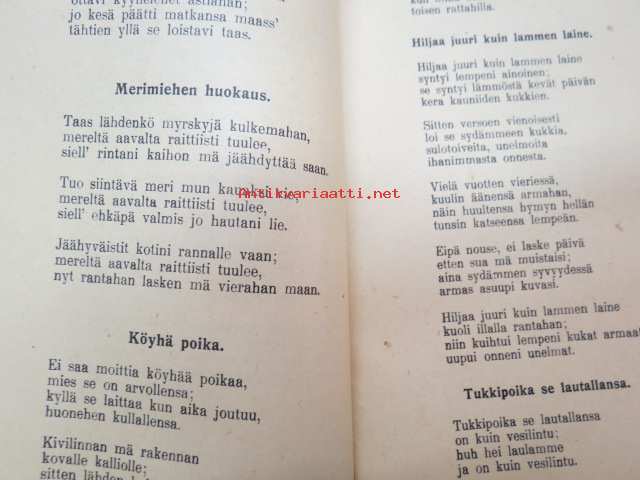 ottavi kyyneleet astiahan;
jo kesä päätti matkansa maass'
tähtien yllä se loistavi taas.
Merimiehen huokaus.
Taas lähdenkö myrskyjä kulkemahan,
mereltä aavalta raittiisti tuulee,
siell' rintani kaihon mä jäähdyttää saan.
Tuo siintävä meri mun kauaksi vie,
mereltä aavalta raittiisti tuulee,
siell' ehkäpä valmis jo hautani lie.
Jäähyväistit kotini rannalle vaan;
mereltä aavalta raittiisti tuulee,
nyt rantahan lasken mä vierahan maan.
Köyhä poika.
Ei saa moittia köyhää poikaa,
mies se on arvollensa;
kyllä se laittaa kun aika joutuu,
huonehen kullallensa.
Kivilinnan mä rakennan
kovalle kalliolle;
sitten lähden
toisen rattahilla.
Hiljaa juuri kuin lammen laine.
Hiljaa juuri kuin lammen laine
syntyi lempeni ainoinen;
se syntyi lämmöstä kevät päivän
kera kauniiden kukkien.
Sitten versoen vienoisesti
loi se sydämmeen kukkia,
sulotoiveita, unelmoita
ihanimmasta onnesta.
Vielä vuotten vieriessä,
kuulin äänensä armahan,
näin huultensa hymyn hellän
tunsin katseensa lempeän.
Eipä nouse, ei laske päivä
etten sua mä muistaisi;
aina sydämmen syvyydessä
armas asuupi kuvasi.
Hiljaa juuri kuin lammen laine
kuoli illalla rantahan;
niin kuihtui lempeni kukat armaat
uupui onneni unelmat.
Tukkipoika se lautallansa.
Tukkipoika se lautallansa
on kuin vesilintu;
huh hei laulamme
ja on kuin vesilintu.
Antikvariaatti.net